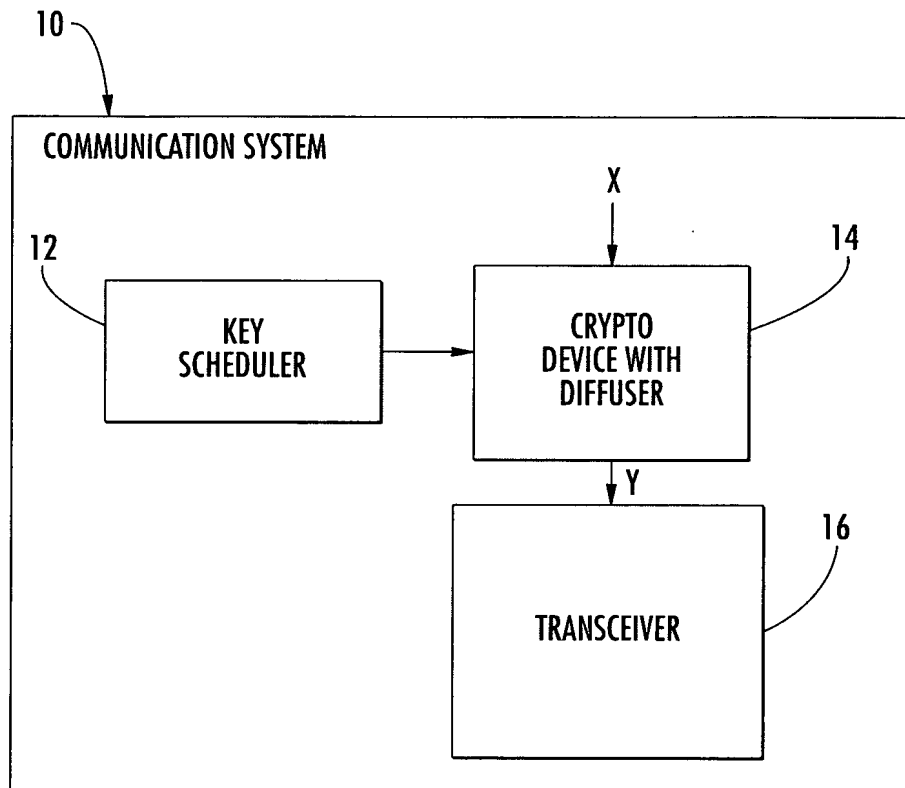 10
COMMUNICATION SYSTEM
X
12
14
KEY
SCHEDULER
CRYPTO
DEVICE WITH
DIFFUSER
Y
16
TRANSCEIVER